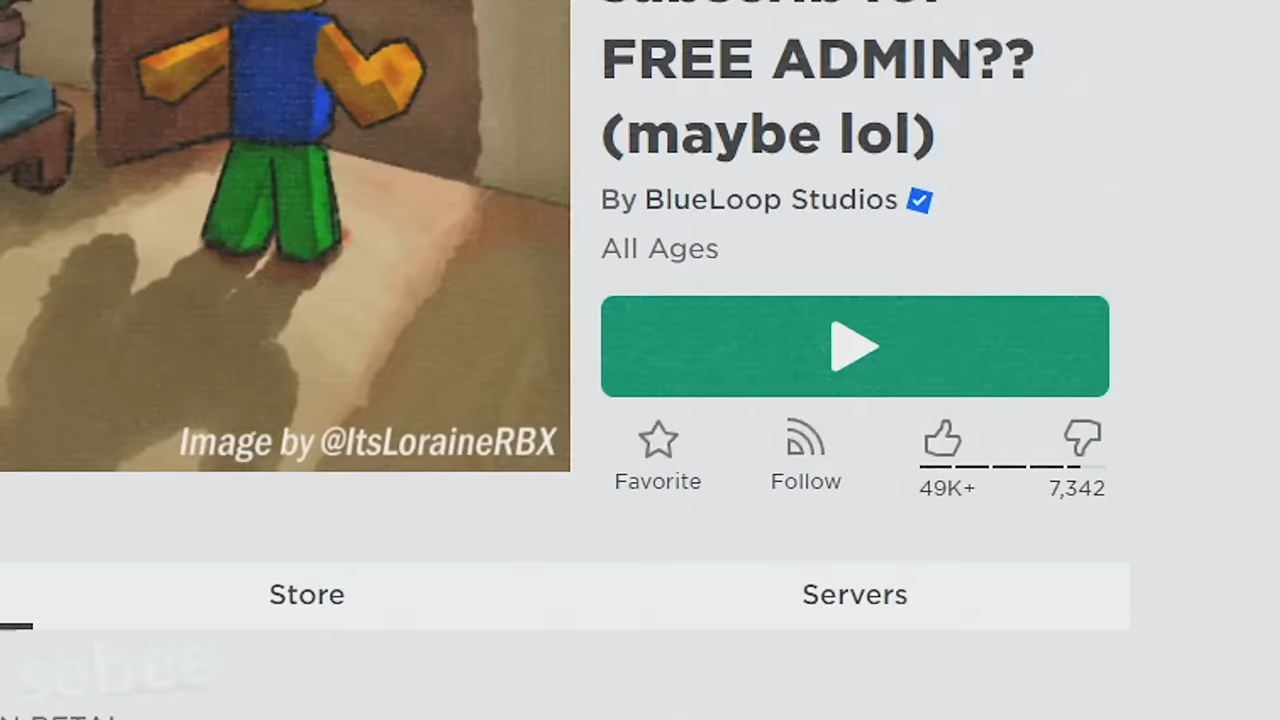 FREE ADMIN??
(maybe lol)
By BlueLoop Studios
All Ages
Image by @ItsLoraineRBX
Favorite
Follow
49K+
7,342
Store
Servers
sebee